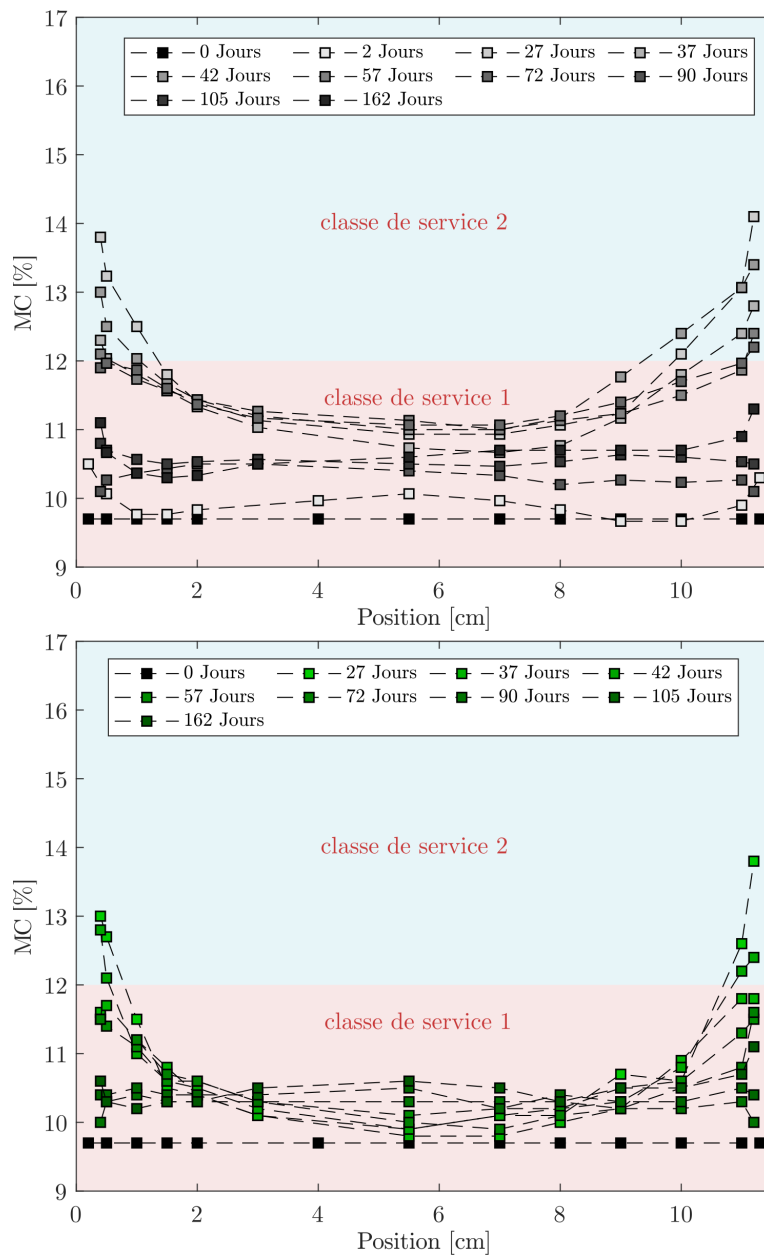 17
16
15
14
13
12
11
10
9
MC [%]
0 Jours 2 Jours 27 Jours 37 Jours
42 Jours 57 Jours 72 Jours 90 Jours
105 Jours 162 Jours
classe de service 2
classe de service 1
0 2 4 6 8 10
Position [cm]
17
16
15
14
13
12
11
10
9
MC [%]
0 Jours 27 Jours 37 Jours 42 Jours
57 Jours 72 Jours 90 Jours 105 Jours
162 Jours
classe de service 2
classe de service 1
0 2 4 6 8 10
Position [cm]